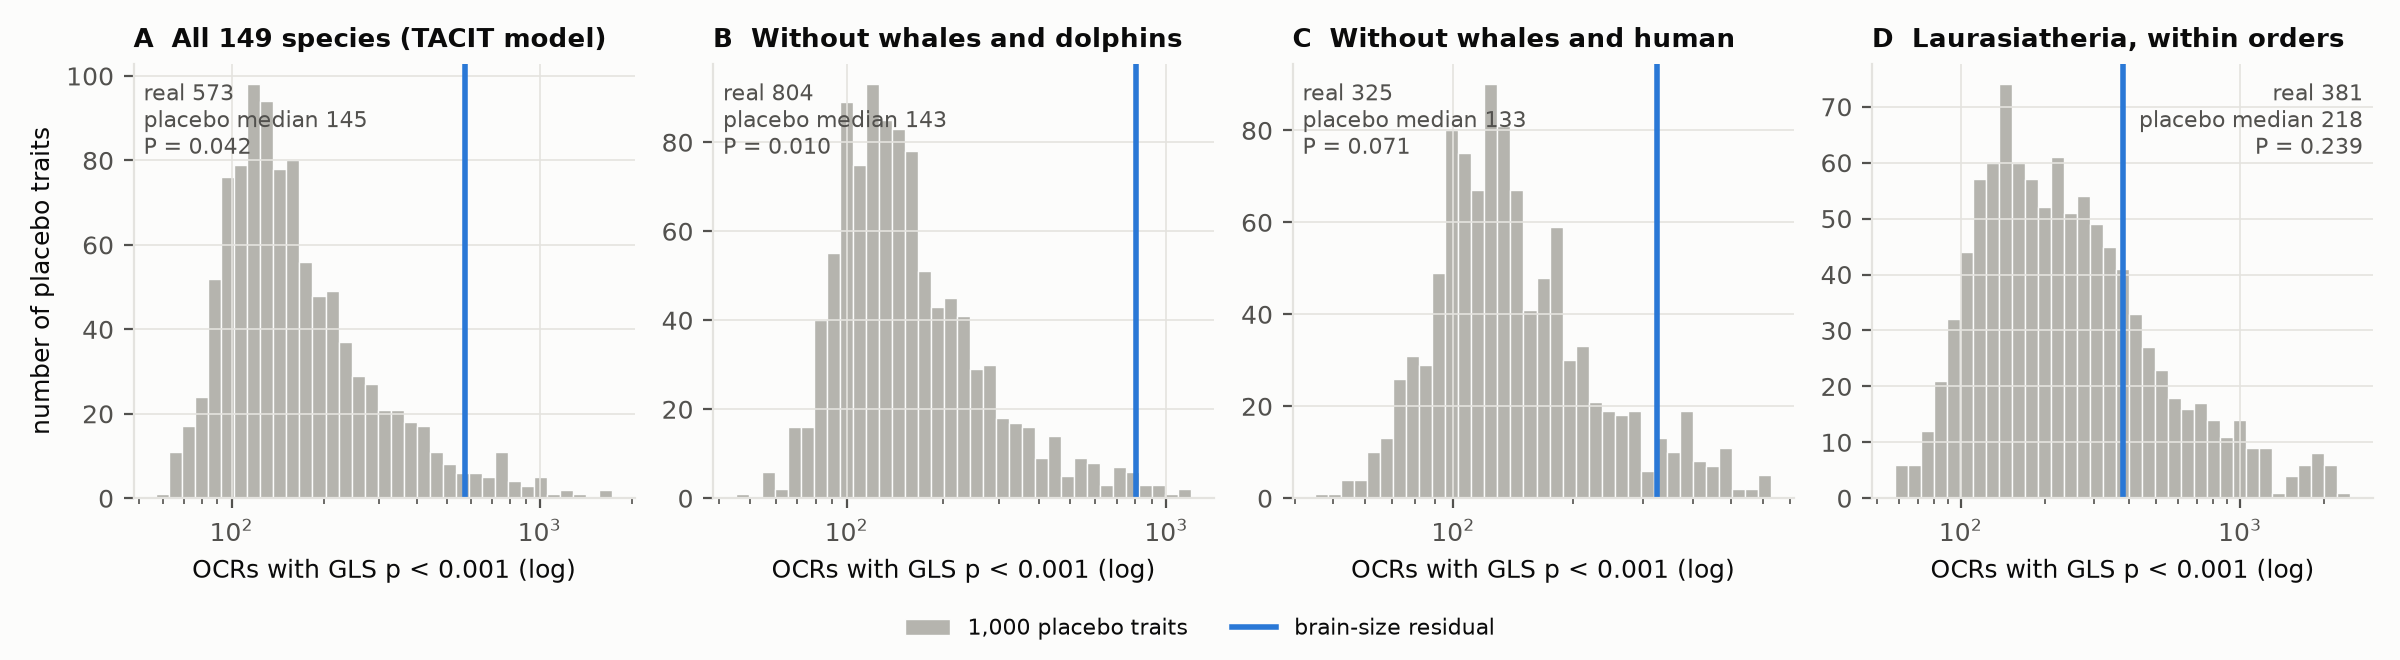 A  All 149 species (TACIT model)
real 573
placebo median 145
P = 0.042
number of placebo traits
100
80
60
40
20
0
10²
10³
OCRs with GLS p < 0.001 (log)
B  Without whales and dolphins
real 804
placebo median 143
P = 0.010
80
60
40
20
0
10²
10³
OCRs with GLS p < 0.001 (log)
C  Without whales and human
real 325
placebo median 133
P = 0.071
80
60
40
20
0
10²
OCRs with GLS p < 0.001 (log)
D  Laurasiatheria, within orders
real 381
placebo median 218
P = 0.239
70
60
50
40
30
20
10
0
10²
10³
OCRs with GLS p < 0.001 (log)
1,000 placebo traits
brain-size residual